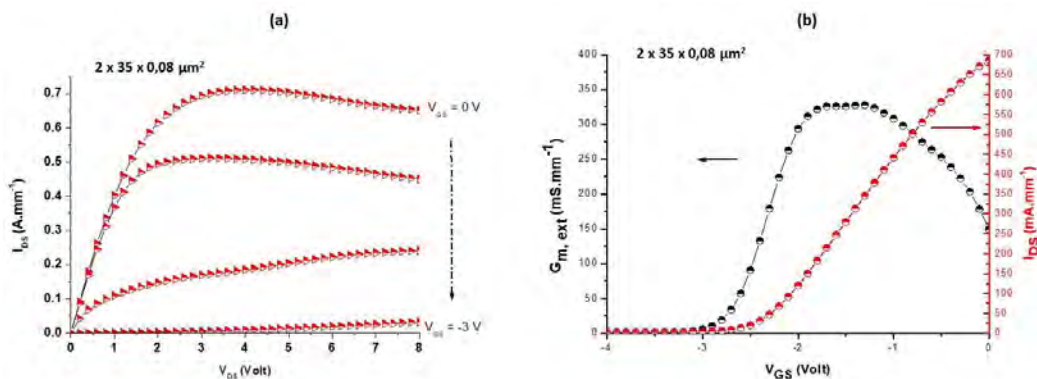 (a)
2 x 35 x 0,08 µm²
I_DS (A.mm⁻¹)
0.7
0.6
0.5
0.4
0.3
0.2
0.1
0.0
V_GS = 0 V
V_GS = -3 V
0 1 2 3 4 5 6 7 8
V_DS (Volt)
(b)
2 x 35 x 0,08 µm²
G_m, ext (mS.mm⁻¹)
400
350
300
250
200
150
100
50
0
700
650
600
550
500
450
400
350
300
250
200
150
100
50
0
I_DS (mA.mm⁻¹)
-4 -3 -2 -1 0
V_GS (Volt)